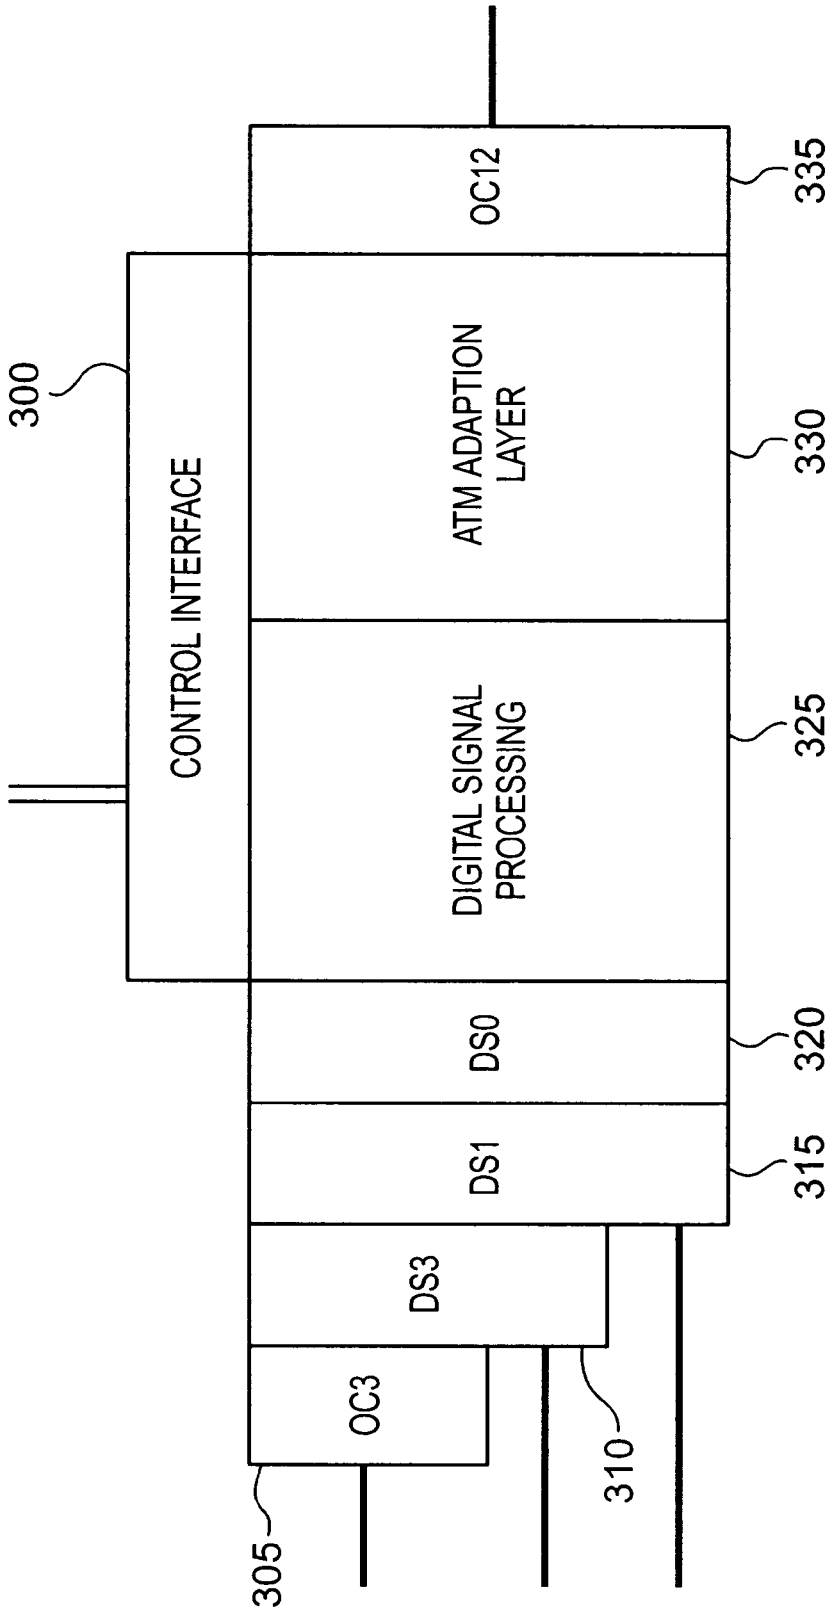 300
CONTROL INTERFACE
305
OC3
DS3
DS1
DS0
DIGITAL SIGNAL
PROCESSING
ATM ADAPTION
LAYER
OC12
310
315
320
325
330
335